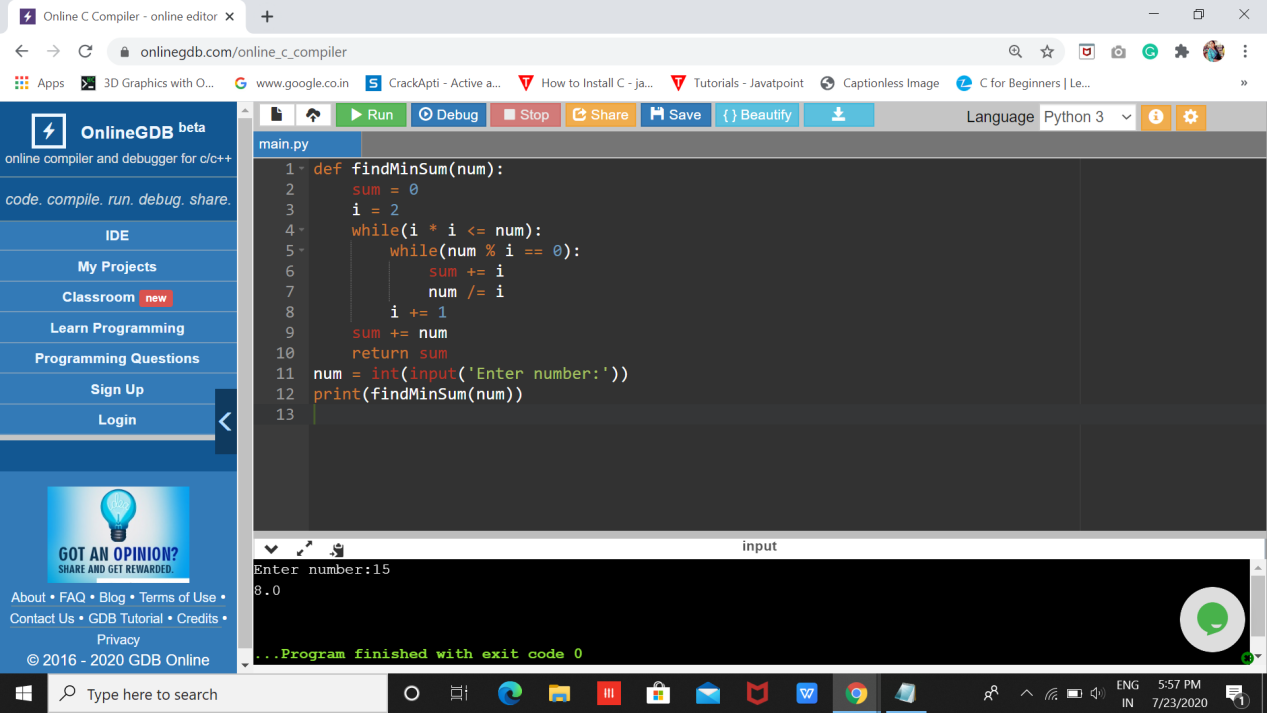 Online C Compiler - online editor
onlinegdb.com/online_c_compiler
Apps 3D Graphics with O... www.google.co.in CrackApti - Active a... How to Install C - ja... Tutorials - Javatpoint Captionless Image C for Beginners | Le... »
OnlineGDB beta
online compiler and debugger for c/c++
code. compile. run. debug. share.
IDE
My Projects
Classroom new
Learn Programming
Programming Questions
Sign Up
Login
GOT AN OPINION?
SHARE AND GET REWARDED.
About • FAQ • Blog • Terms of Use •
Contact Us • GDB Tutorial • Credits •
Privacy
© 2016 - 2020 GDB Online
Run Debug Stop Share Save { } Beautify Language Python 3
main.py
1 def findMinSum(num):
2 sum = 0
3 i = 2
4 while(i * i <= num):
5 while(num % i == 0):
6 sum += i
7 num /= i
8 i += 1
9 sum += num
10 return sum
11 num = int(input('Enter number:'))
12 print(findMinSum(num))
13
input
Enter number:15
8.0
...Program finished with exit code 0
Type here to search
ENG
IN
5:57 PM
7/23/2020
1